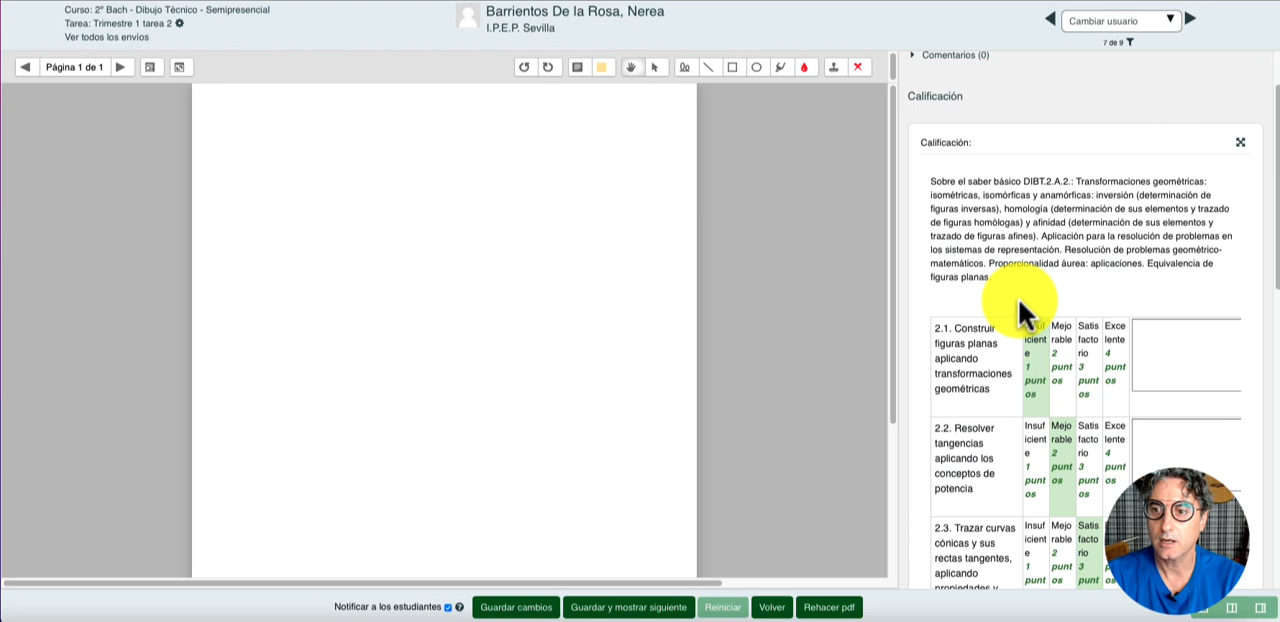 Curso: 2º Bach - Dibujo Técnico - Semipresencial
Tarea: Trimestre 1 tarea 2
Ver todos los envíos
Barrientos De la Rosa, Nerea
I.P.E.P. Sevilla
Cambiar usuario
7 de 9
Página 1 de 1
Comentarios (0)
Calificación
Calificación:
Sobre el saber básico DIBT.2.A.2.: Transformaciones geométricas:
isométricas, isomórficas y anamórficas: inversión (determinación de
figuras inversas), homología (determinación de sus elementos y trazado
de figuras homólogas) y afinidad (determinación de sus elementos y
trazado de figuras afines). Aplicación para la resolución de problemas en
los sistemas de representación. Resolución de problemas geométrico-
matemáticos. Proporcionalidad áurea: aplicaciones. Equivalencia de
figuras planas.
2.1. Construir
figuras planas
aplicando
transformaciones
geométricas
icient
e
1
punt
os
Mejo
rable
2
punt
os
Satis
facto
rio
3
punt
os
Exce
lente
4
punt
os
2.2. Resolver
tangencias
aplicando los
conceptos de
potencia
Insuf
icient
e
1
punt
os
Mejo
rable
2
punt
os
Satis
facto
rio
3
punt
os
Exce
lente
4
punt
os
2.3. Trazar curvas
cónicas y sus
rectas tangentes,
aplicando
propiedades y
Insuf
icient
e
1
punt
Mejo
rable
2
punt
os
Satis
facto
rio
3
punt
Notificar a los estudiantes
Guardar cambios
Guardar y mostrar siguiente
Reiniciar
Volver
Rehacer pdf